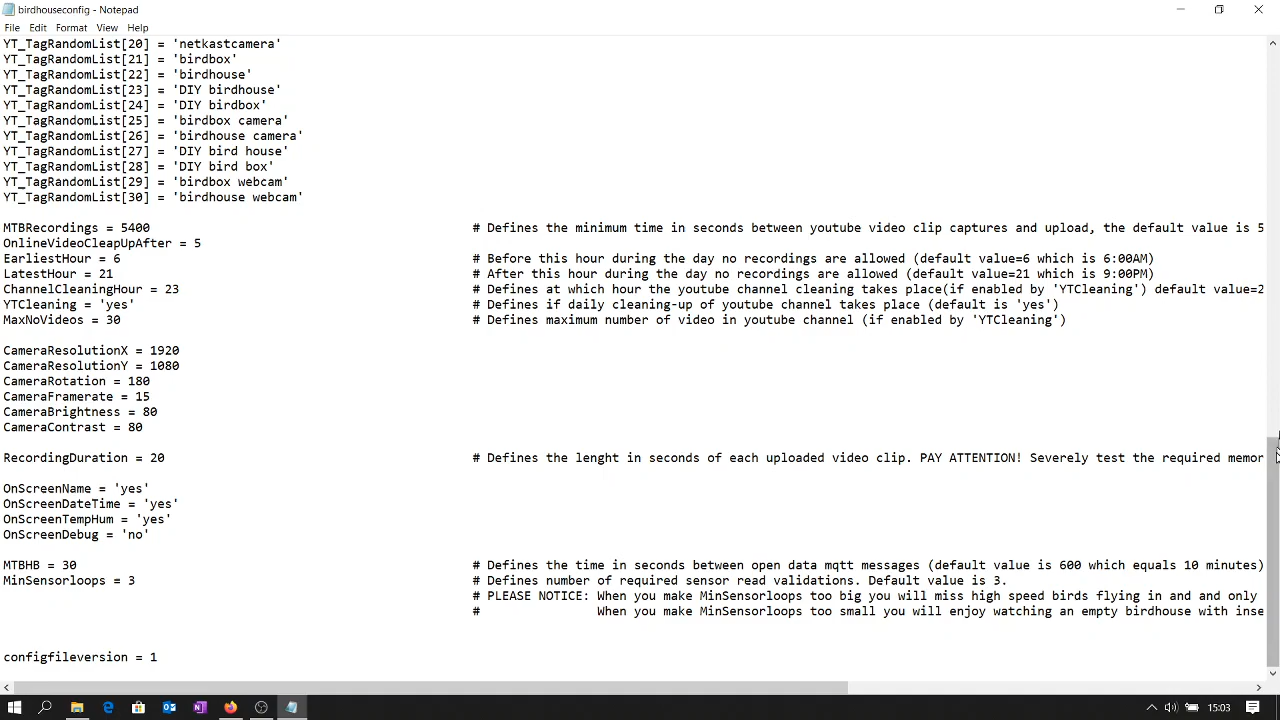 birdhouseconfig - Notepad
File Edit Format View Help
YT_TagRandomList[20] = 'netkastcamera'
YT_TagRandomList[21] = 'birdbox'
YT_TagRandomList[22] = 'birdhouse'
YT_TagRandomList[23] = 'DIY birdhouse'
YT_TagRandomList[24] = 'DIY birdbox'
YT_TagRandomList[25] = 'birdbox camera'
YT_TagRandomList[26] = 'birdhouse camera'
YT_TagRandomList[27] = 'DIY bird house'
YT_TagRandomList[28] = 'DIY bird box'
YT_TagRandomList[29] = 'birdbox webcam'
YT_TagRandomList[30] = 'birdhouse webcam'
MTBRecordings = 5400 # Defines the minimum time in seconds between youtube video clip captures and upload, the default value is 5
OnlineVideoCleapUpAfter = 5
EarliestHour = 6 # Before this hour during the day no recordings are allowed (default value=6 which is 6:00AM)
LatestHour = 21 # After this hour during the day no recordings are allowed (default value=21 which is 9:00PM)
ChannelCleaningHour = 23 # Defines at which hour the youtube channel cleaning takes place(if enabled by 'YTCleaning') default value=2
YTCleaning = 'yes' # Defines if daily cleaning-up of youtube channel takes place (default is 'yes')
MaxNoVideos = 30 # Defines maximum number of video in youtube channel (if enabled by 'YTCleaning')
CameraResolutionX = 1920
CameraResolutionY = 1080
CameraRotation = 180
CameraFramerate = 15
CameraBrightness = 80
CameraContrast = 80
RecordingDuration = 20 # Defines the lenght in seconds of each uploaded video clip. PAY ATTENTION! Severely test the required memor
OnScreenName = 'yes'
OnScreenDateTime = 'yes'
OnScreenTempHum = 'yes'
OnScreenDebug = 'no'
MTBHB = 30 # Defines the time in seconds between open data mqtt messages (default value is 600 which equals 10 minutes)
MinSensorloops = 3 # Defines number of required sensor read validations. Default value is 3.
# PLEASE NOTICE: When you make MinSensorloops too big you will miss high speed birds flying in and and only
# When you make MinSensorloops too small you will enjoy watching an empty birdhouse with inse
configfileversion = 1
15:03